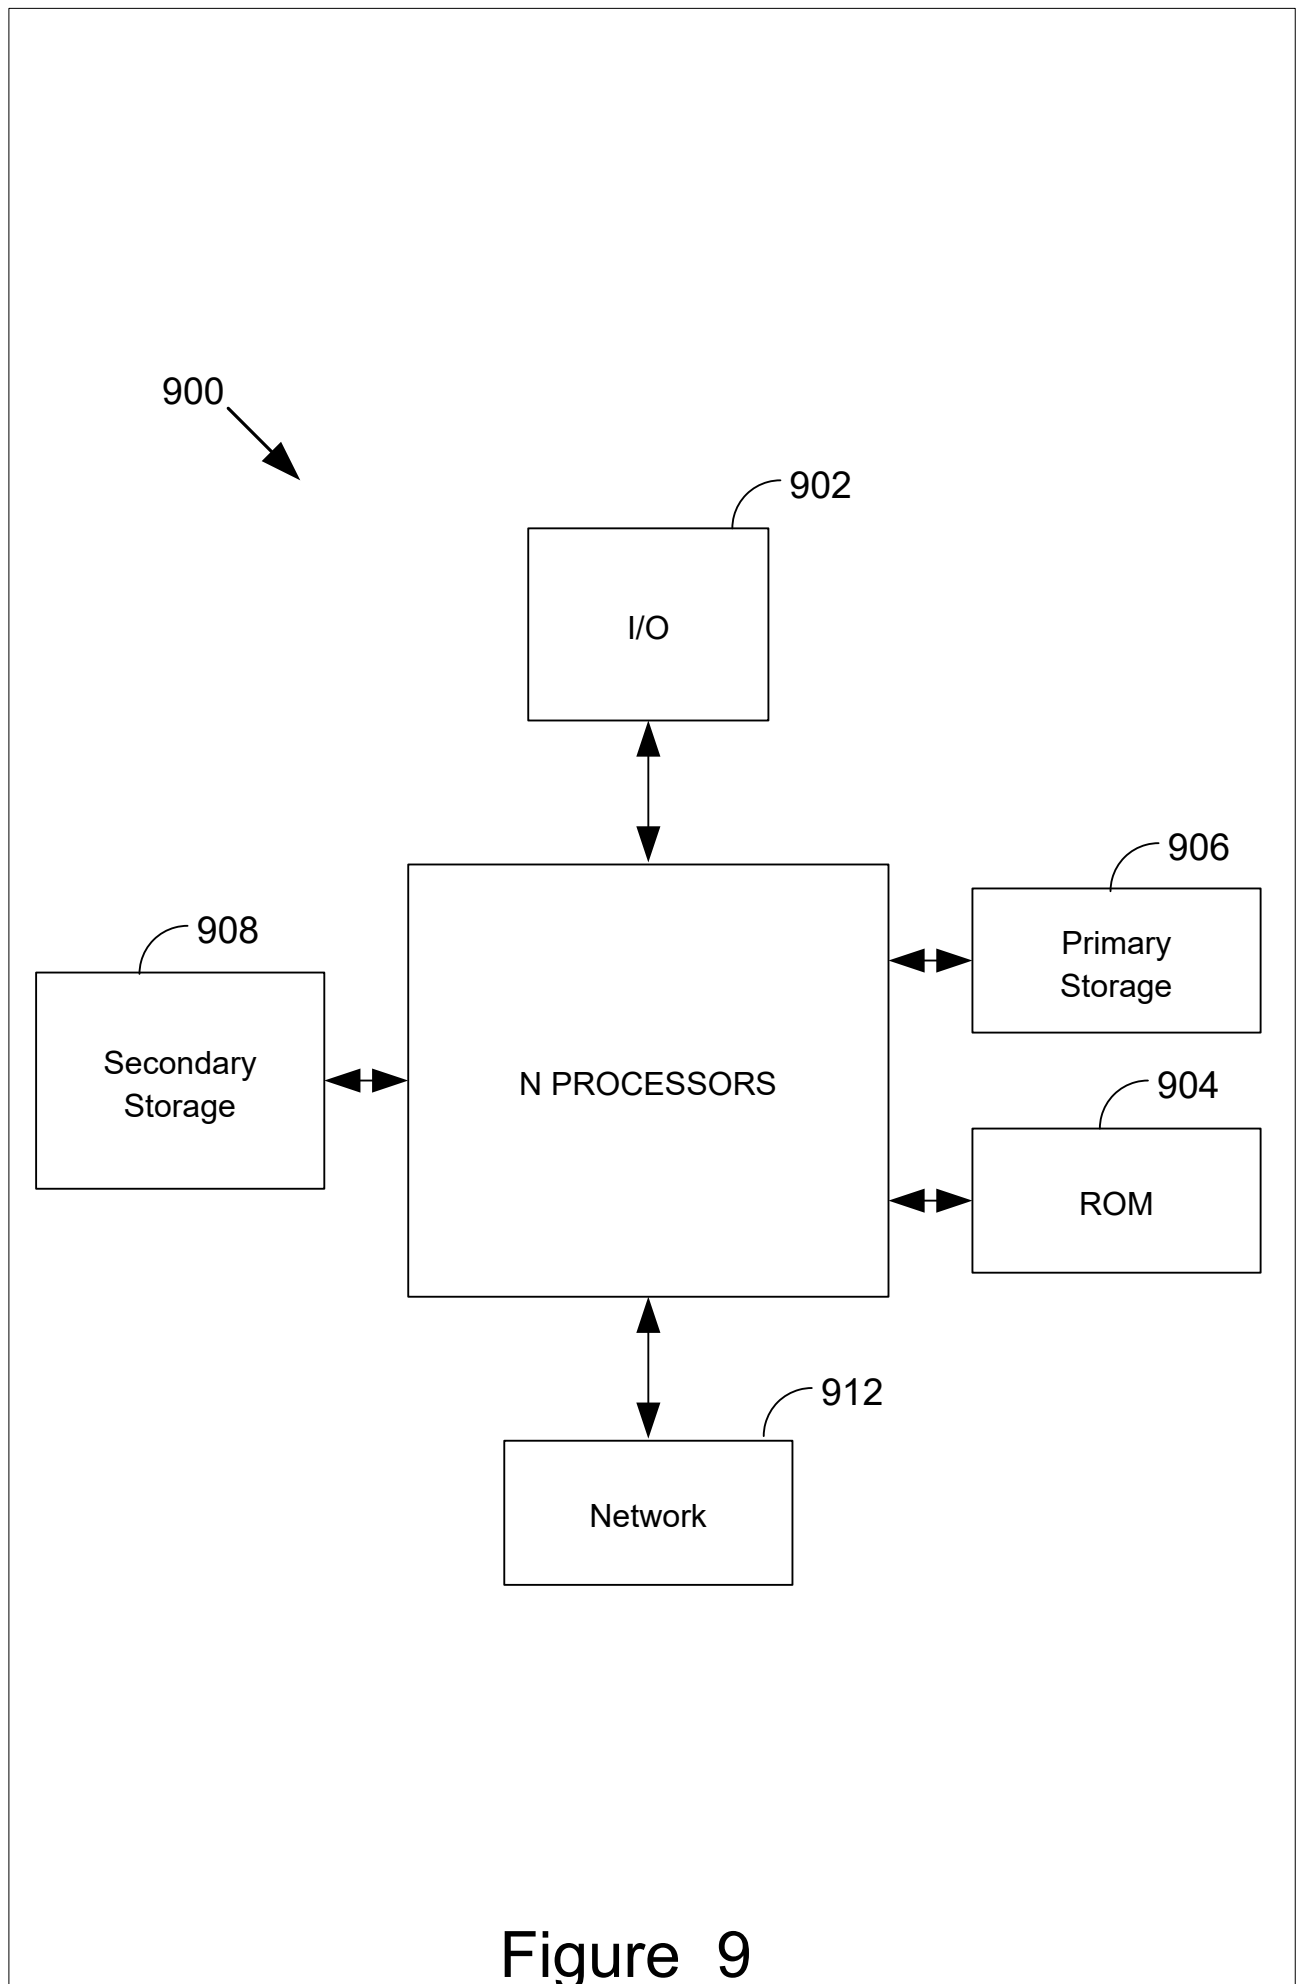 900
902
I/O
906
Primary
Storage
908
Secondary
Storage
N PROCESSORS
904
ROM
912
Network
Figure 9